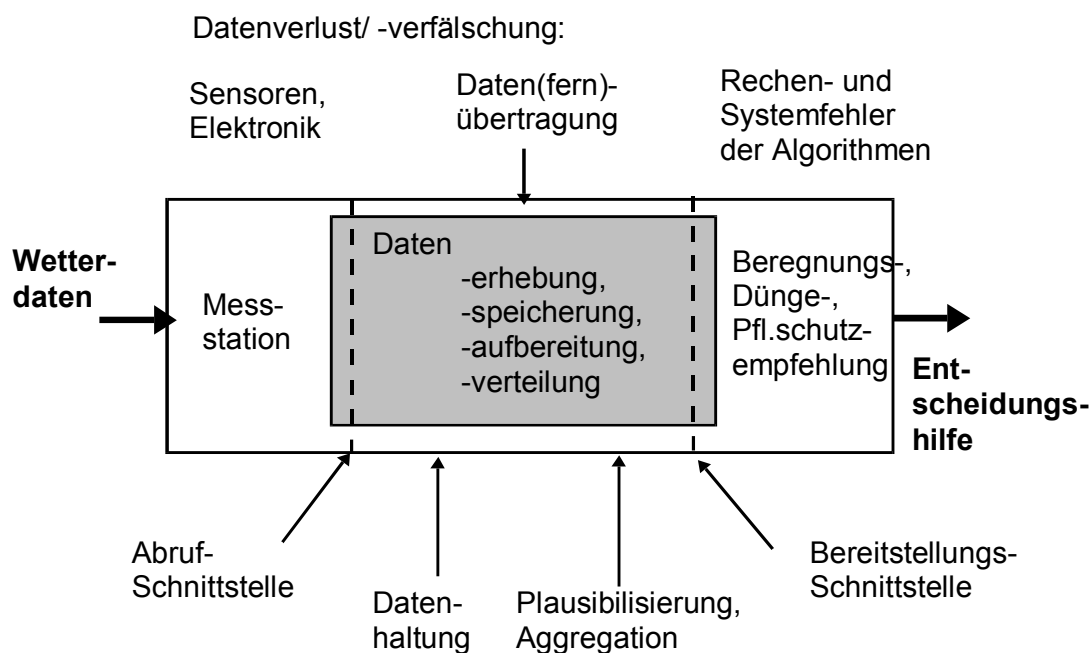 Datenverlust/ -verfälschung:
Sensoren,
Elektronik
Daten(fern)-
übertragung
Rechen- und
Systemfehler
der Algorithmen
Wetter-
daten
Mess-
station
Daten
-erhebung,
-speicherung,
-aufbereitung,
-verteilung
Beregnungs-,
Dünge-,
Pfl.schutz-
empfehlung
Ent-
scheidungs-
hilfe
Abruf-
Schnittstelle
Daten-
haltung
Plausibilisierung,
Aggregation
Bereitstellungs-
Schnittstelle